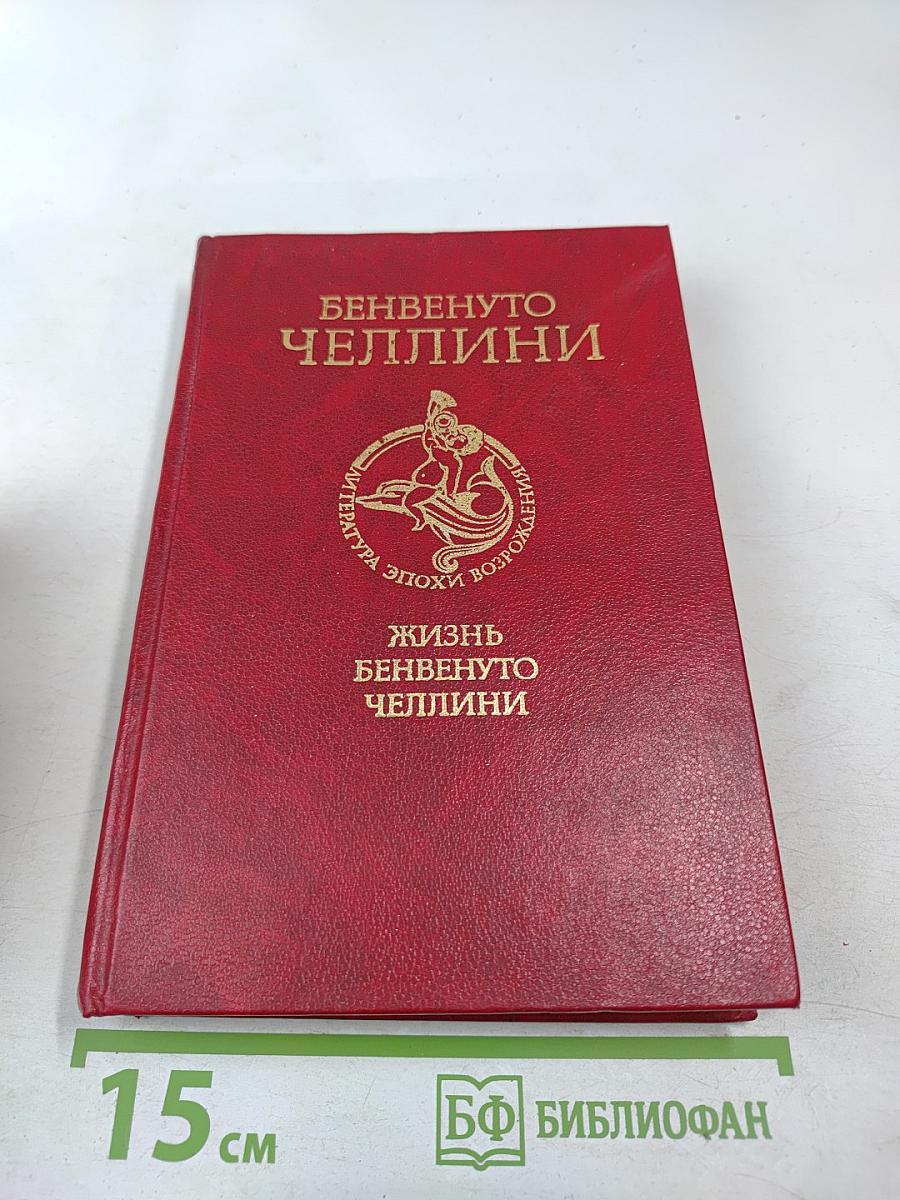 БЕНВЕНУТО
ЧЕЛЛИНИ
ЛИТЕРАТУРА ЭПОХИ ВОЗРОЖДЕНИЯ
ЖИЗНЬ
БЕНВЕНУТО
ЧЕЛЛИНИ
15 см
БФ БИБЛИОФАН